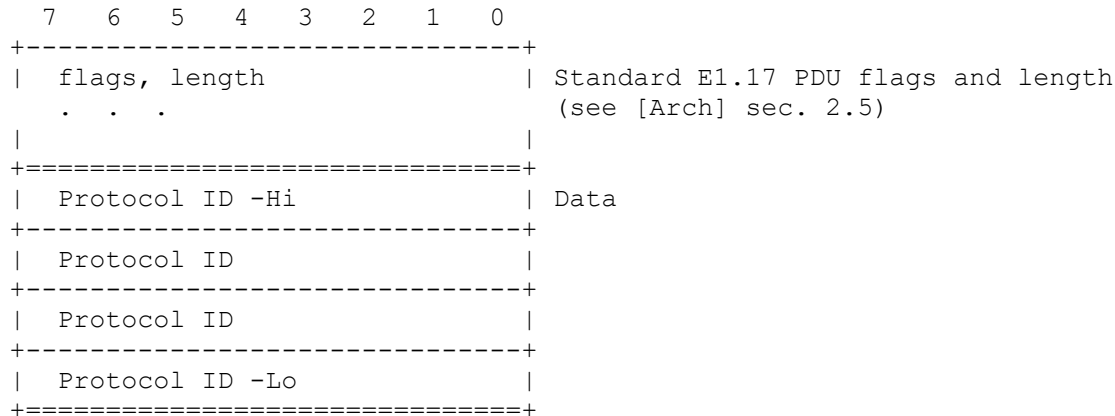 7   6   5   4   3   2   1   0
+-------------------------------+
|  flags, length                | Standard E1.17 PDU flags and length
   .  .  .                        (see [Arch] sec. 2.5)
|                               |
+===============================+
|  Protocol ID -Hi              | Data
+-------------------------------+
|  Protocol ID                  |
+-------------------------------+
|  Protocol ID                  |
+-------------------------------+
|  Protocol ID -Lo              |
+===============================+